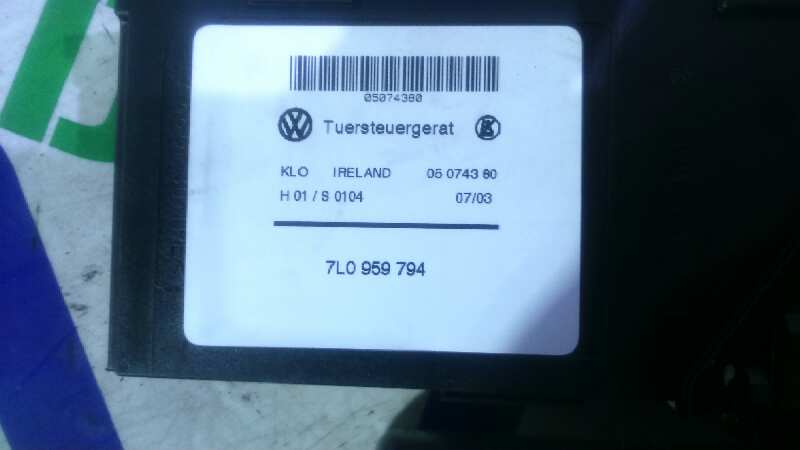 05074380
Tuersteuergerat
KLO IRELAND 05 0743 80
H 01 / S 0104 07/03
7L0 959 794